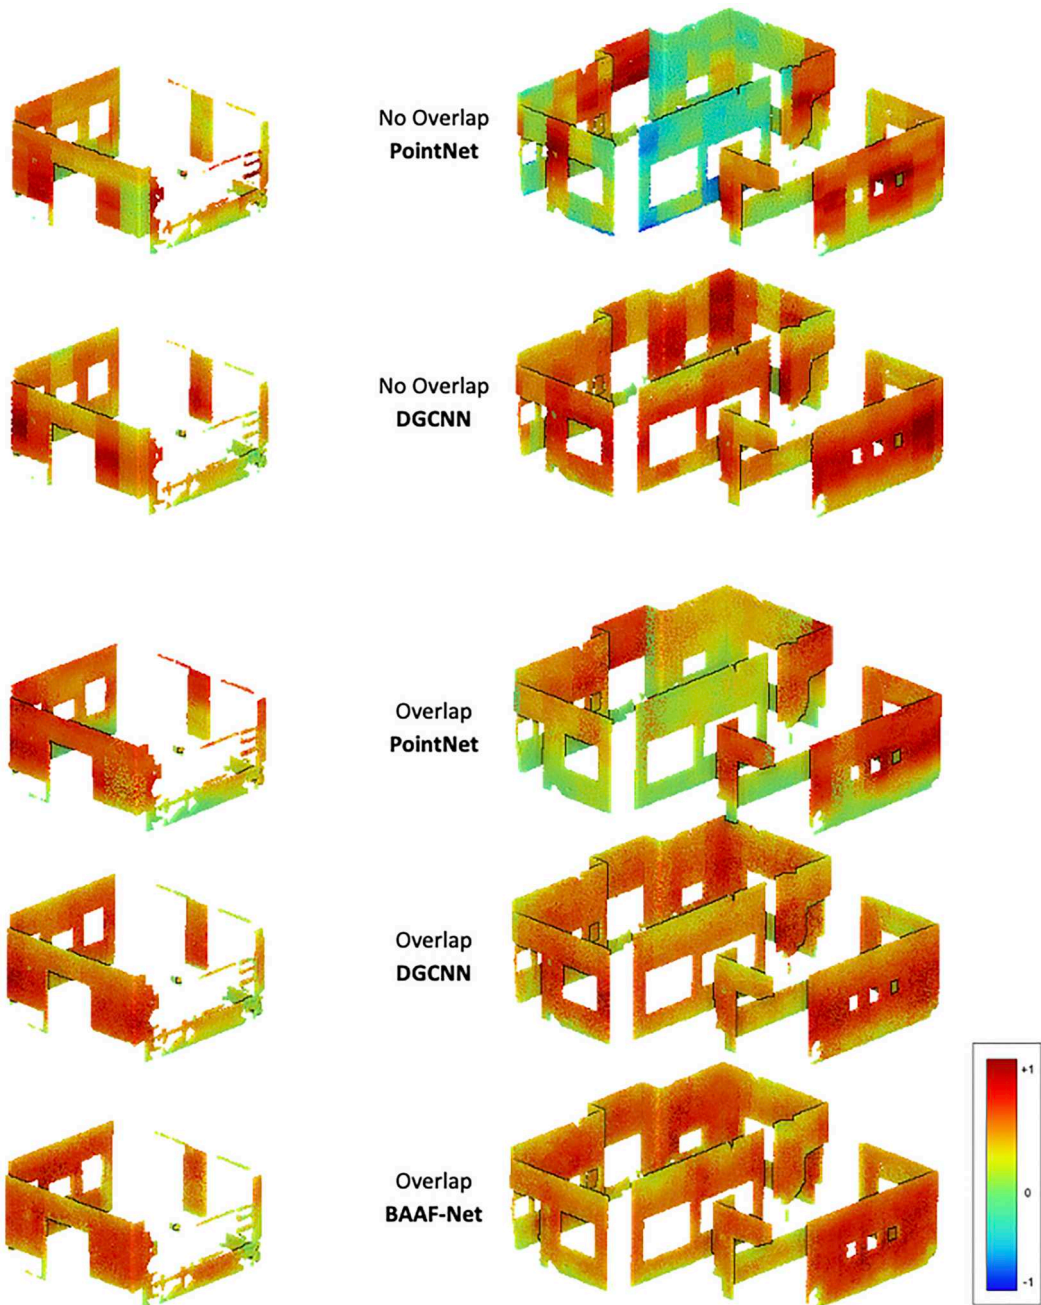 No Overlap
PointNet
No Overlap
DGCNN
Overlap
PointNet
Overlap
DGCNN
Overlap
BAAF-Net
+1
0
-1